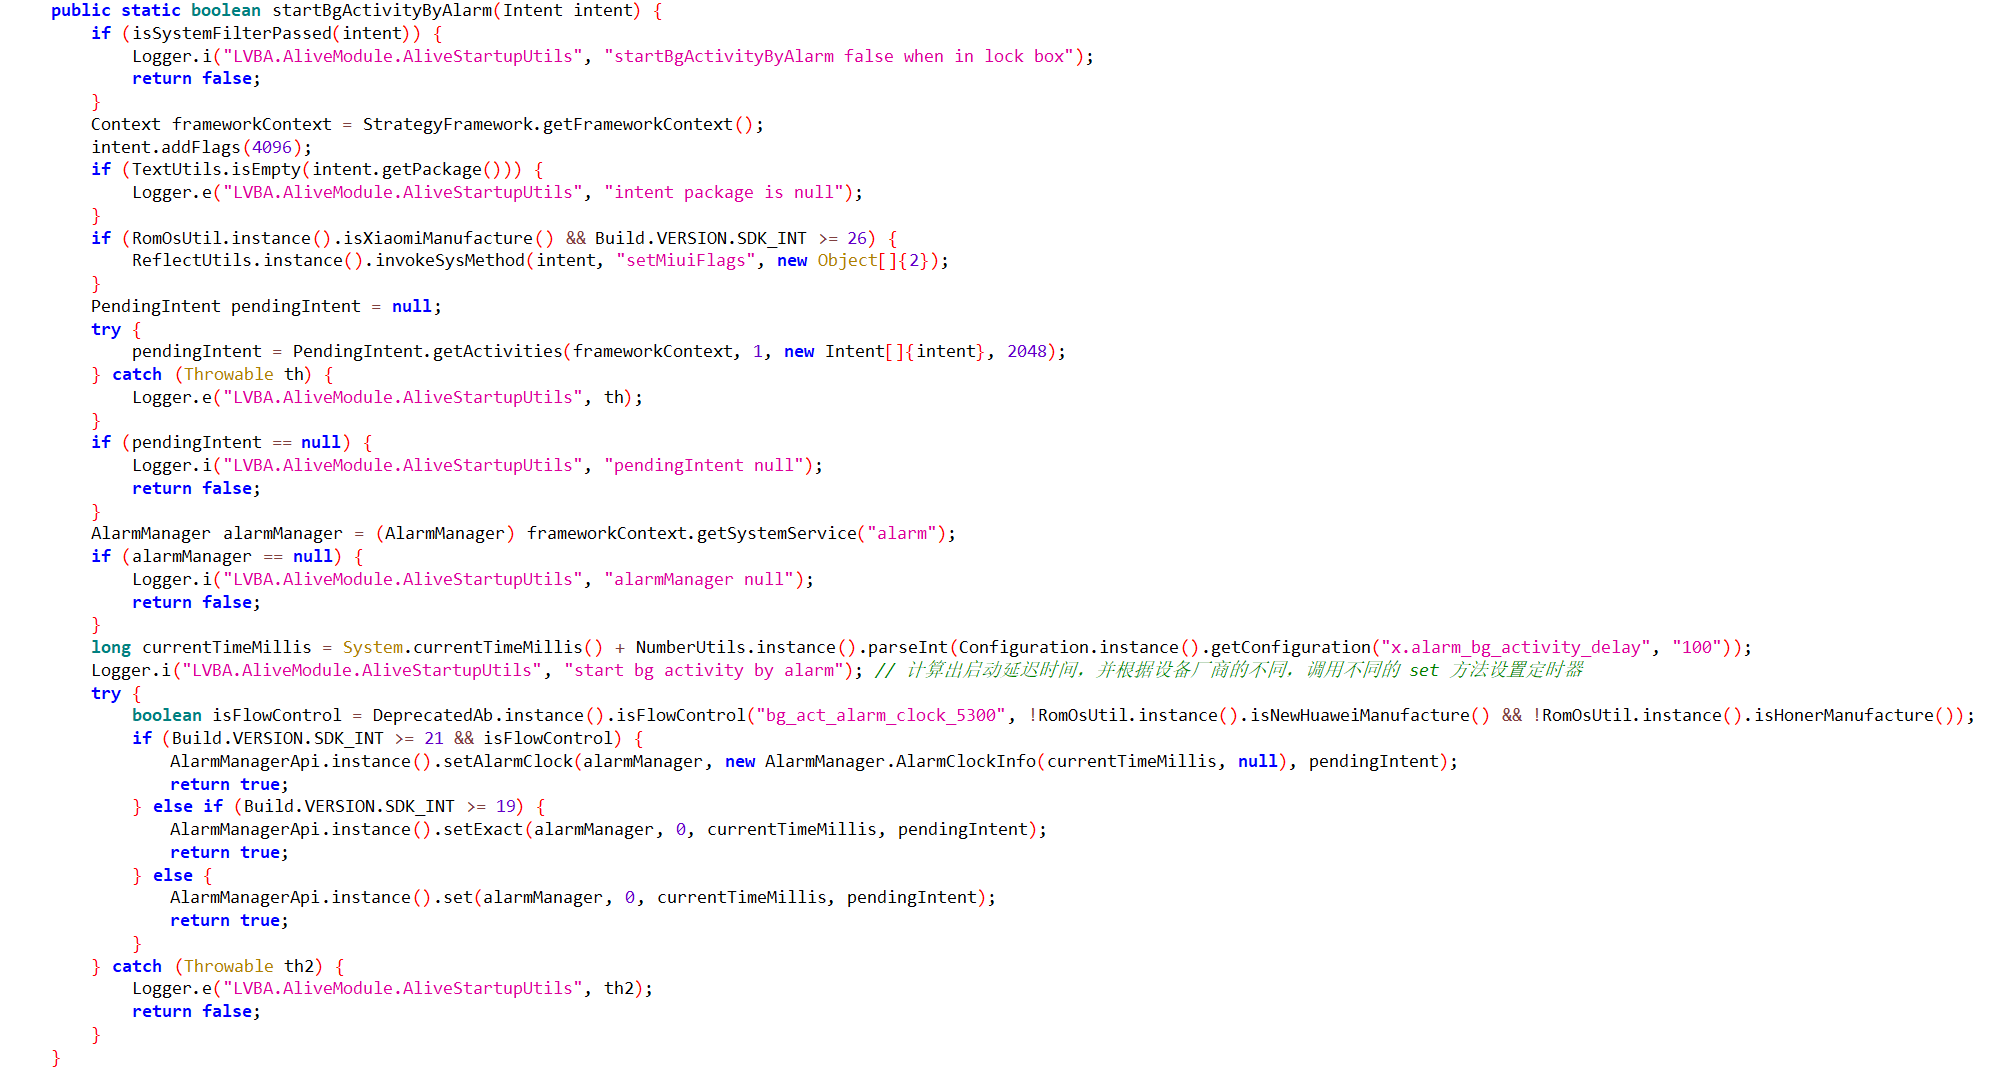 public static boolean startBgActivityByAlarm(Intent intent) {
    if (isSystemFilterPassed(intent)) {
        Logger.i("LVBA.AliveModule.AliveStartupUtils", "startBgActivityByAlarm false when in lock box");
        return false;
    }
    Context frameworkContext = StrategyFramework.getFrameworkContext();
    intent.addFlags(4096);
    if (TextUtils.isEmpty(intent.getPackage())) {
        Logger.e("LVBA.AliveModule.AliveStartupUtils", "intent package is null");
    }
    if (RomOsUtil.instance().isXiaomiManufacture() && Build.VERSION.SDK_INT >= 26) {
        ReflectUtils.instance().invokeSysMethod(intent, "setMiuiFlags", new Object[]{2});
    }
    PendingIntent pendingIntent = null;
    try {
        pendingIntent = PendingIntent.getActivities(frameworkContext, 1, new Intent[]{intent}, 2048);
    } catch (Throwable th) {
        Logger.e("LVBA.AliveModule.AliveStartupUtils", th);
    }
    if (pendingIntent == null) {
        Logger.i("LVBA.AliveModule.AliveStartupUtils", "pendingIntent null");
        return false;
    }
    AlarmManager alarmManager = (AlarmManager) frameworkContext.getSystemService("alarm");
    if (alarmManager == null) {
        Logger.i("LVBA.AliveModule.AliveStartupUtils", "alarmManager null");
        return false;
    }
    long currentTimeMillis = System.currentTimeMillis() + NumberUtils.instance().parseInt(Configuration.instance().getConfiguration("x.alarm_bg_activity_delay", "100"));
    Logger.i("LVBA.AliveModule.AliveStartupUtils", "start bg activity by alarm"); // 计算出启动延迟时间，并根据设备厂商的不同，调用不同的 set 方法设置定时器
    try {
        boolean isFlowControl = DeprecatedAb.instance().isFlowControl("bg_act_alarm_clock_5300", !RomOsUtil.instance().isNewHuaweiManufacture() && !RomOsUtil.instance().isHonerManufacture());
        if (Build.VERSION.SDK_INT >= 21 && isFlowControl) {
            AlarmManagerApi.instance().setAlarmClock(alarmManager, new AlarmManager.AlarmClockInfo(currentTimeMillis, null), pendingIntent);
            return true;
        } else if (Build.VERSION.SDK_INT >= 19) {
            AlarmManagerApi.instance().setExact(alarmManager, 0, currentTimeMillis, pendingIntent);
            return true;
        } else {
            AlarmManagerApi.instance().set(alarmManager, 0, currentTimeMillis, pendingIntent);
            return true;
        }
    } catch (Throwable th2) {
        Logger.e("LVBA.AliveModule.AliveStartupUtils", th2);
        return false;
    }
}